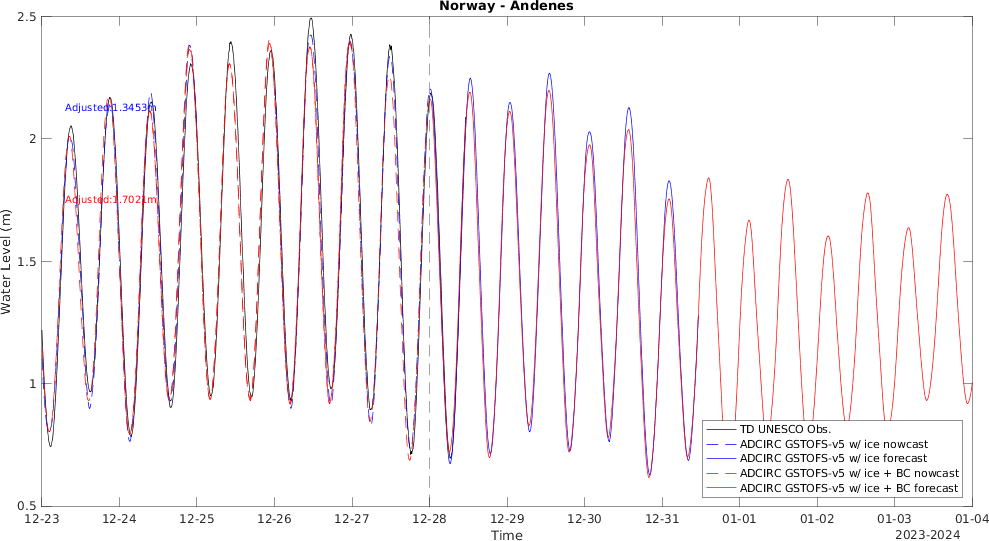 Norway - Andenes
2.5
2
1.5
1
0.5
Water Level (m)
Adjusted:1.3453m
Adjusted:1.7021m
TD UNESCO Obs.
ADCIRC GSTOFS-v5 w/ ice nowcast
ADCIRC GSTOFS-v5 w/ ice forecast
ADCIRC GSTOFS-v5 w/ ice + BC nowcast
ADCIRC GSTOFS-v5 w/ ice + BC forecast
12-23 12-24 12-25 12-26 12-27 12-28 12-29 12-30 12-31 01-01 01-02 01-03 01-04
Time
2023-2024